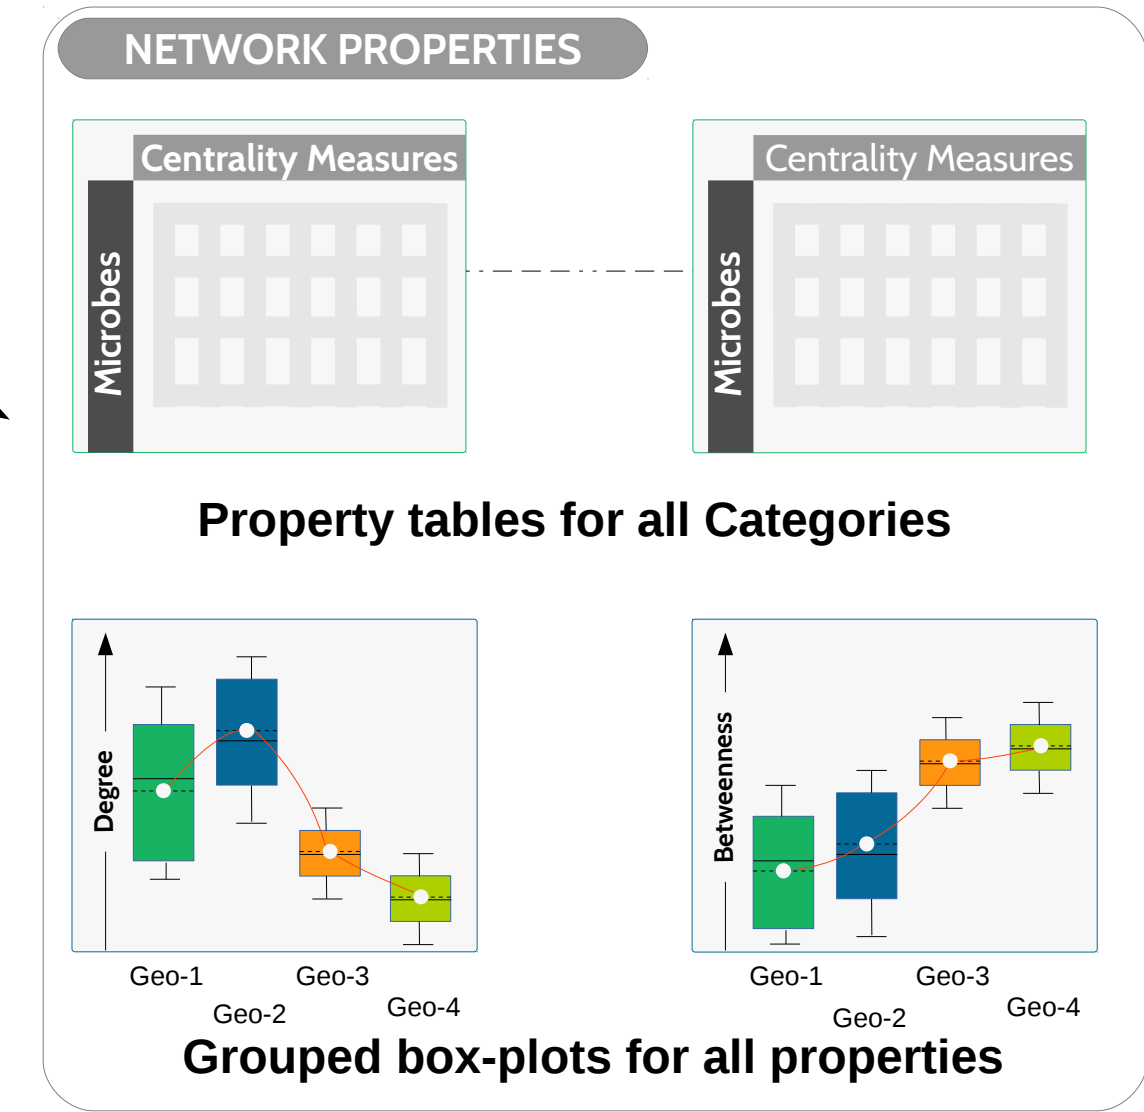 NETWORK PROPERTIES
Centrality Measures
Microbes
Centrality Measures
Microbes
Property tables for all Categories
Degree
Geo-1
Geo-2
Geo-3
Geo-4
Betweenness
Geo-1
Geo-2
Geo-3
Geo-4
Grouped box-plots for all properties